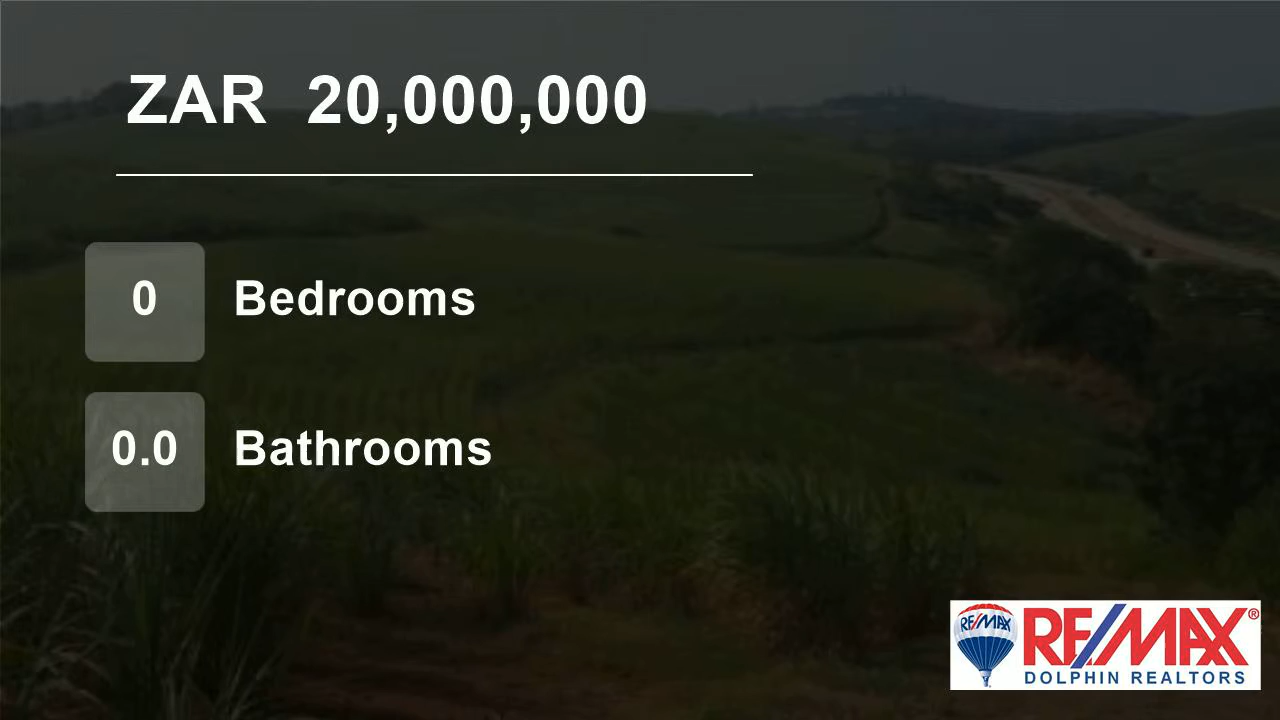 ZAR 20,000,000
0 Bedrooms
0.0 Bathrooms
RE/MAX
RE/MAX®
DOLPHIN REALTORS